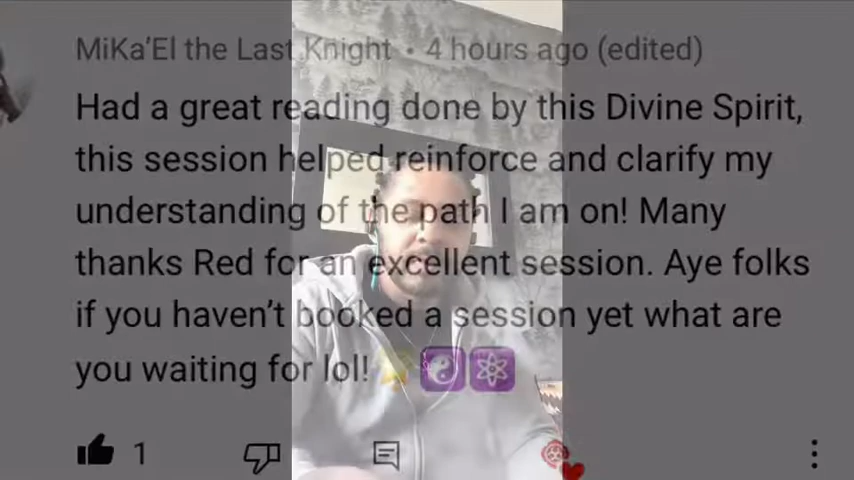 MiKa'El the Last Knight • 4 hours ago (edited)
Had a great reading done by this Divine Spirit,
this session helped reinforce and clarify my
understanding of the path I am on! Many
thanks Red for an excellent session. Aye folks
if you haven't booked a session yet what are
you waiting for lol!
1